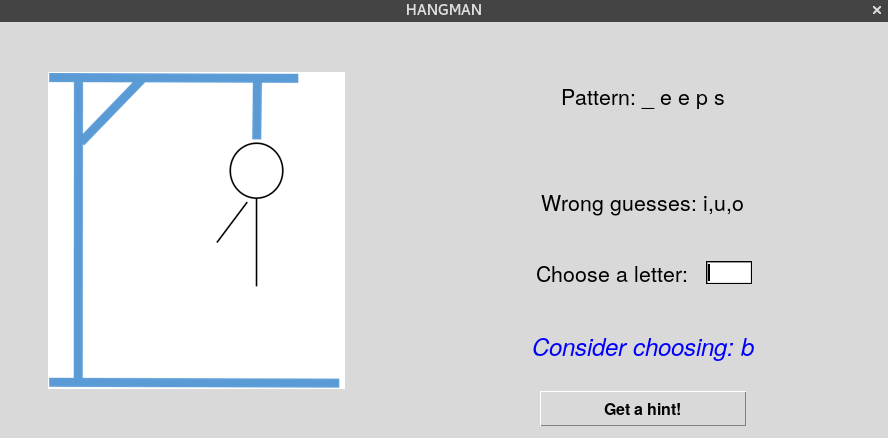 HANGMAN
Pattern: _ e e p s
Wrong guesses: i,u,o
Choose a letter:
Consider choosing: b
Get a hint!